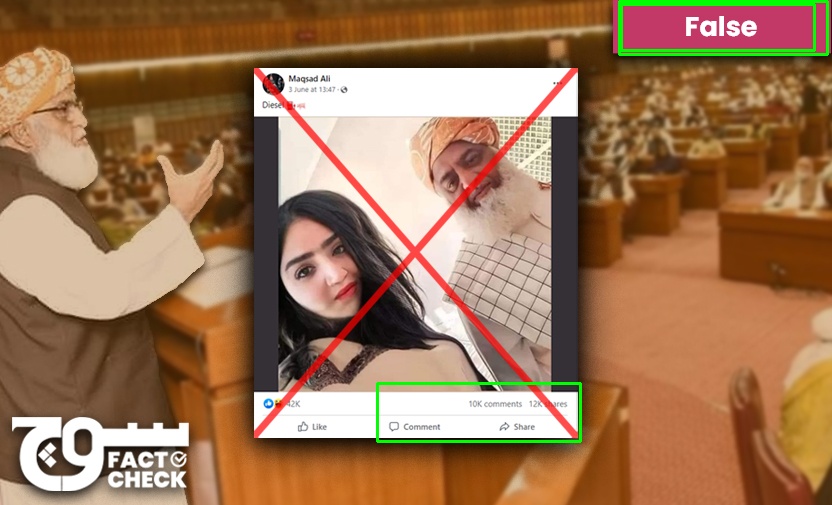 False
Maqsad Ali
3 June at 13:47 ·
Diesel
42K
10K comments 12K shares
Like
Comment
Share
سچ
FACT
CHECK